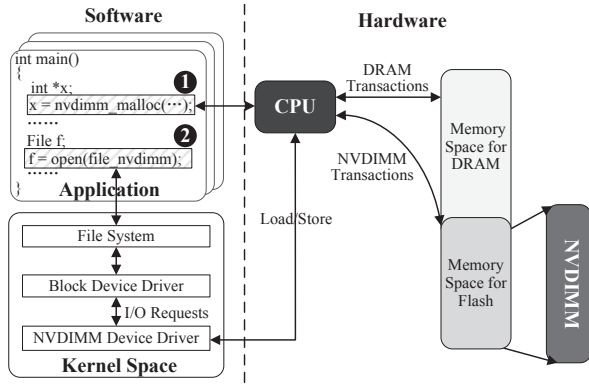 Software
Hardware
int main()
{
int *x;
1
x = nvdimm_malloc(···);
······
File f;
2
f = open(file_nvdimm);
······
}
Application
File System
Block Device Driver
I/O Requests
NVDIMM Device Driver
Kernel Space
CPU
DRAM
Transactions
NVDIMM
Transactions
Load/Store
Memory
Space for
DRAM
Memory
Space for
Flash
NVDIMM